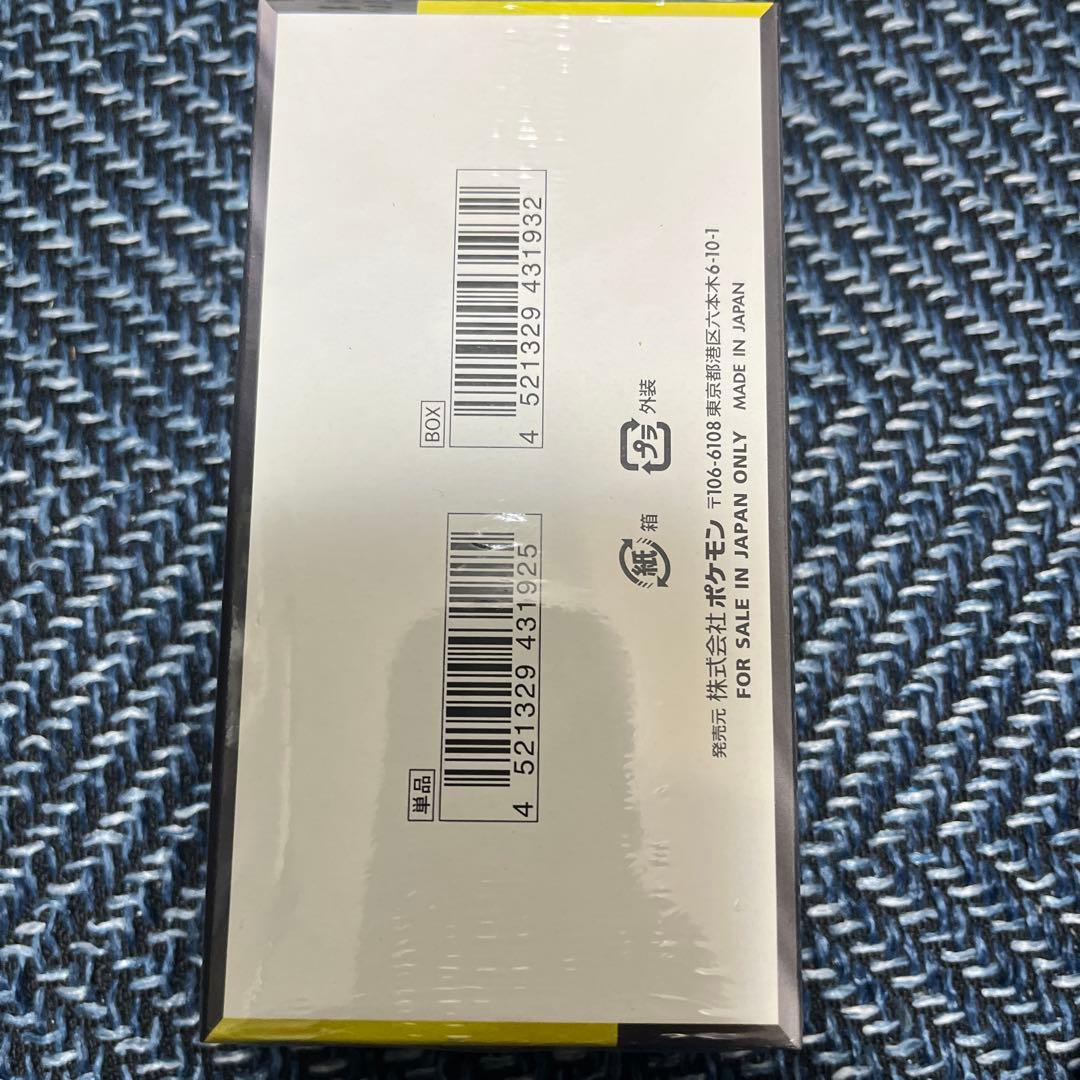 単品
4 521329 431925
BOX
4 521329 431932
紙 箱
プラ 外装
発売元 株式会社 ポケモン 〒106-6108 東京都港区六本木6-10-1
FOR SALE IN JAPAN ONLY MADE IN JAPAN